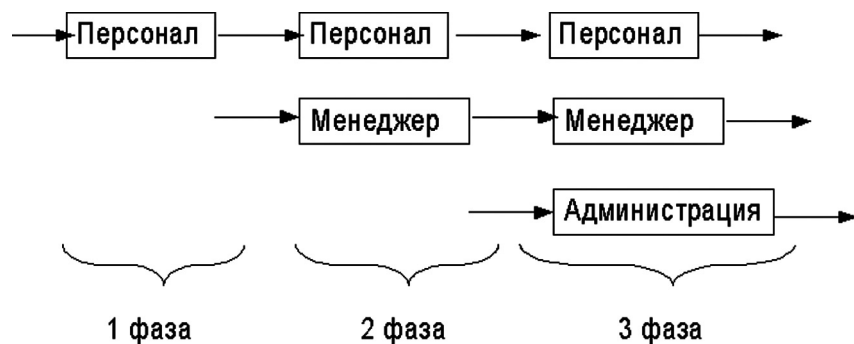 Персонал Персонал Персонал
Менеджер Менеджер
Администрация
1 фаза 2 фаза 3 фаза